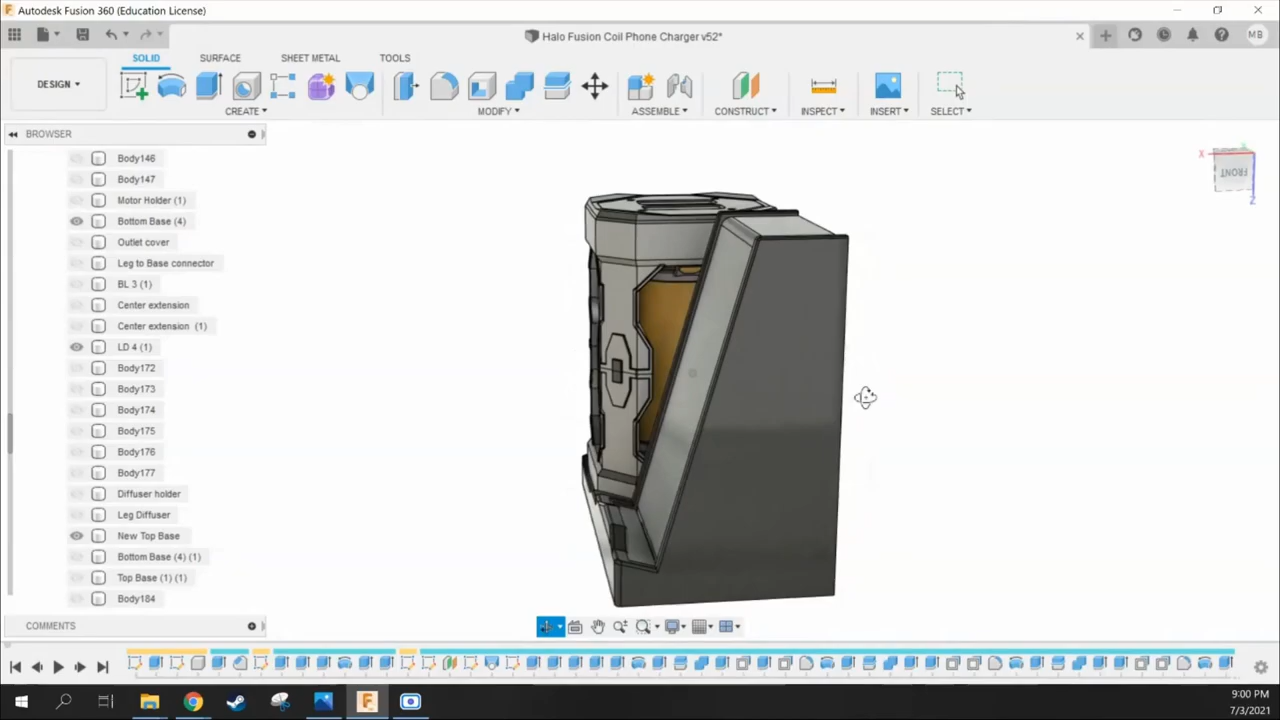 Autodesk Fusion 360 (Education License)
Halo Fusion Coil Phone Charger v52*
MB
SOLID SURFACE SHEET METAL TOOLS
DESIGN
CREATE MODIFY ASSEMBLE CONSTRUCT INSPECT INSERT SELECT
BROWSER
Body146
Body147
Motor Holder (1)
Bottom Base (4)
Outlet cover
Leg to Base connector
BL 3 (1)
Center extension
Center extension (1)
LD 4 (1)
Body172
Body173
Body174
Body175
Body176
Body177
Diffuser holder
Leg Diffuser
New Top Base
Bottom Base (4) (1)
Top Base (1) (1)
Body184
COMMENTS
X
FRONT
Z
9:00 PM
7/3/2021